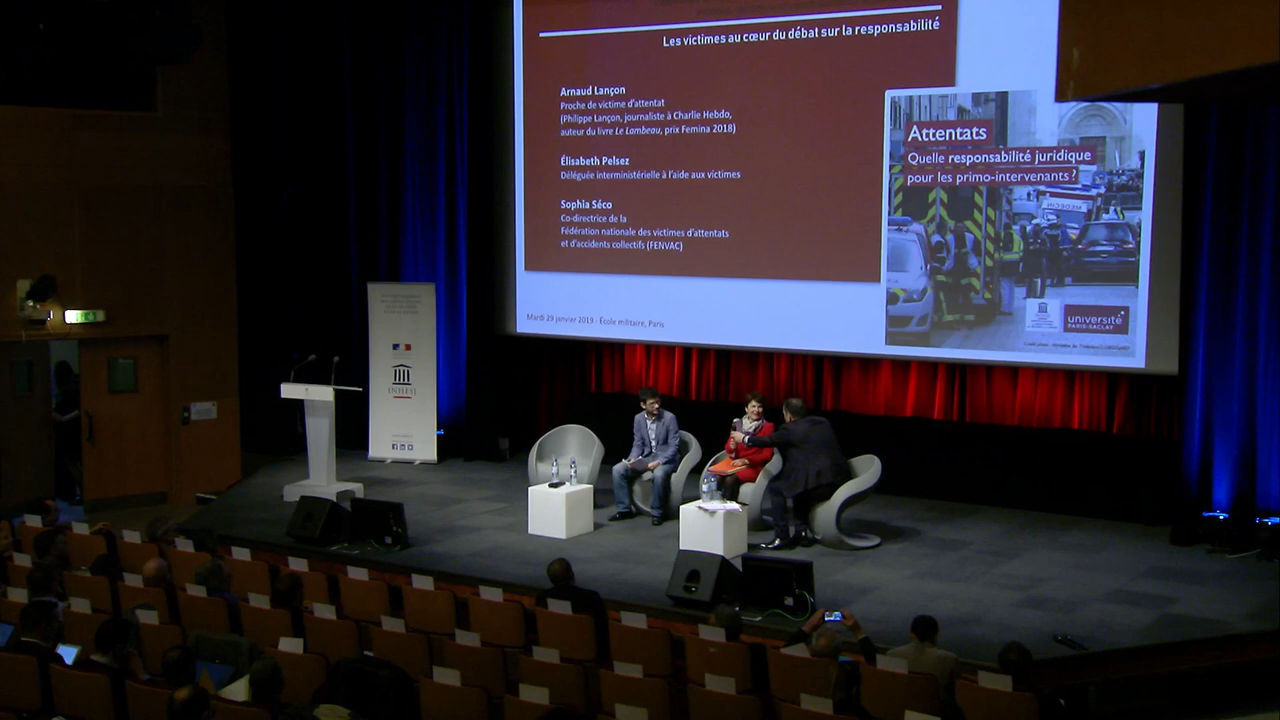 Les victimes au cœur du débat sur la responsabilité
Arnaud Lançon
Proche de victime d'attentat
(Philippe Lançon, journaliste à Charlie Hebdo,
auteur du livre Le Lambeau, prix Femina 2018)
Élisabeth Pelsez
Déléguée interministérielle à l'aide aux victimes
Sophia Séco
Co-directrice de la
Fédération nationale des victimes d'attentats
et d'accidents collectifs (FENVAC)
Mardi 29 janvier 2019 - École militaire, Paris
Attentats
Quelle responsabilité juridique
pour les primo-intervenants ?
MEDECIN
université
PARIS-SACLAY
INHESJ